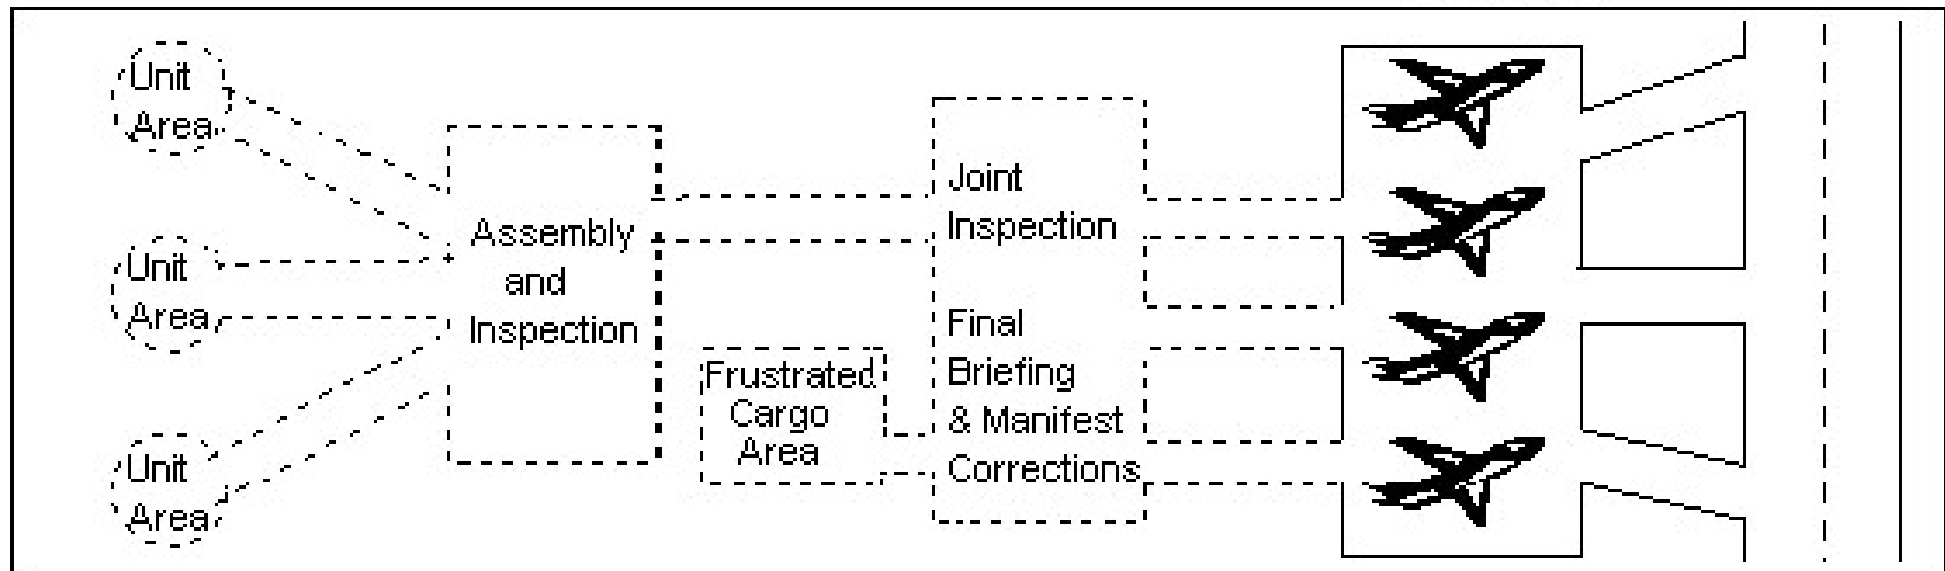 Unit
Area
Unit
Area
Unit
Area
Assembly
and
Inspection
Frustrated
Cargo
Area
Joint
Inspection
Final
Briefing
& Manifest
Corrections